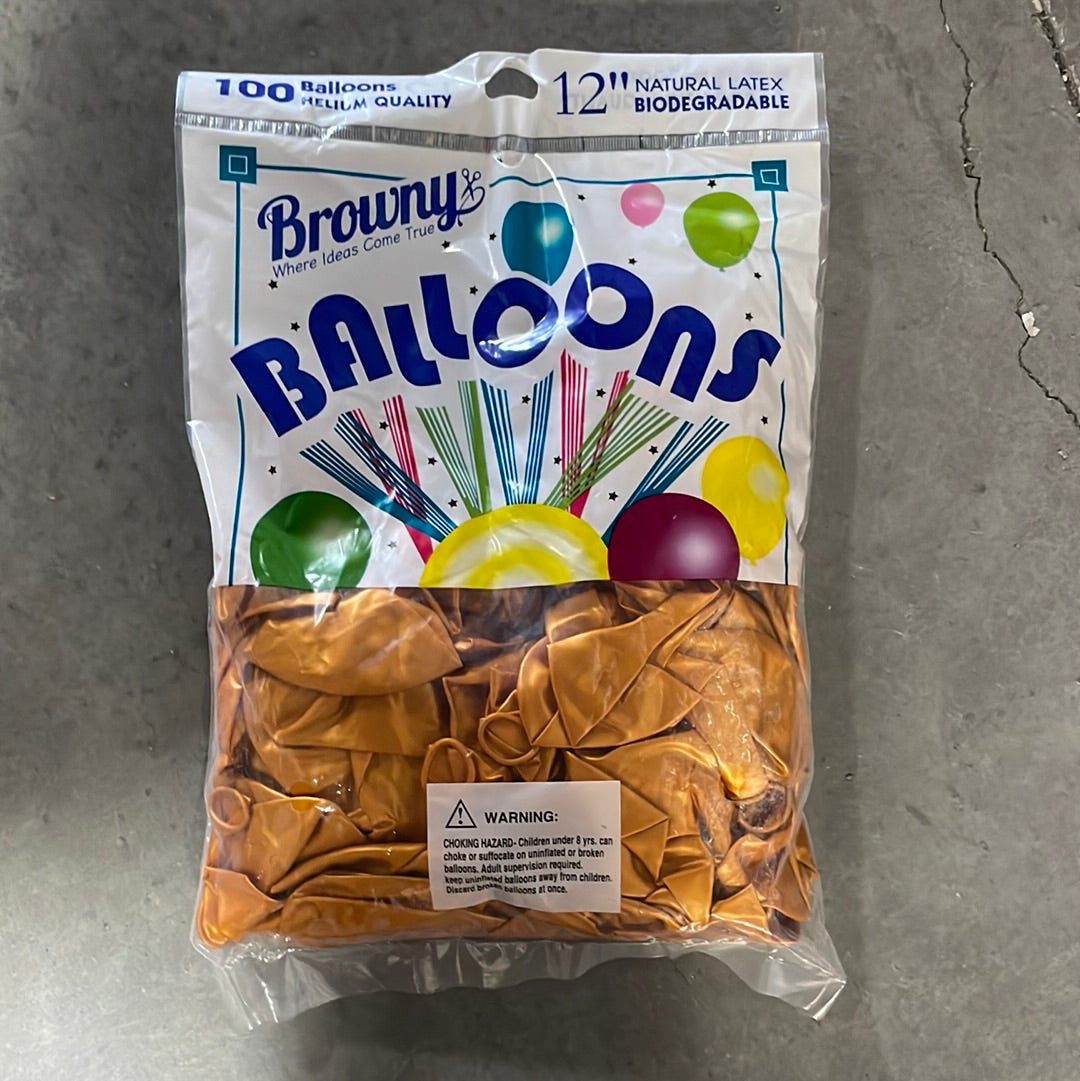 100 Balloons
HELIUM QUALITY
12" NATURAL LATEX
BIODEGRADABLE
Browny
Where Ideas Come True
BALLOONS
WARNING:
CHOKING HAZARD- Children under 8 yrs. can
choke or suffocate on uninflated or broken
balloons. Adult supervision required.
keep uninflated balloons away from children.
Discard broken balloons at once.